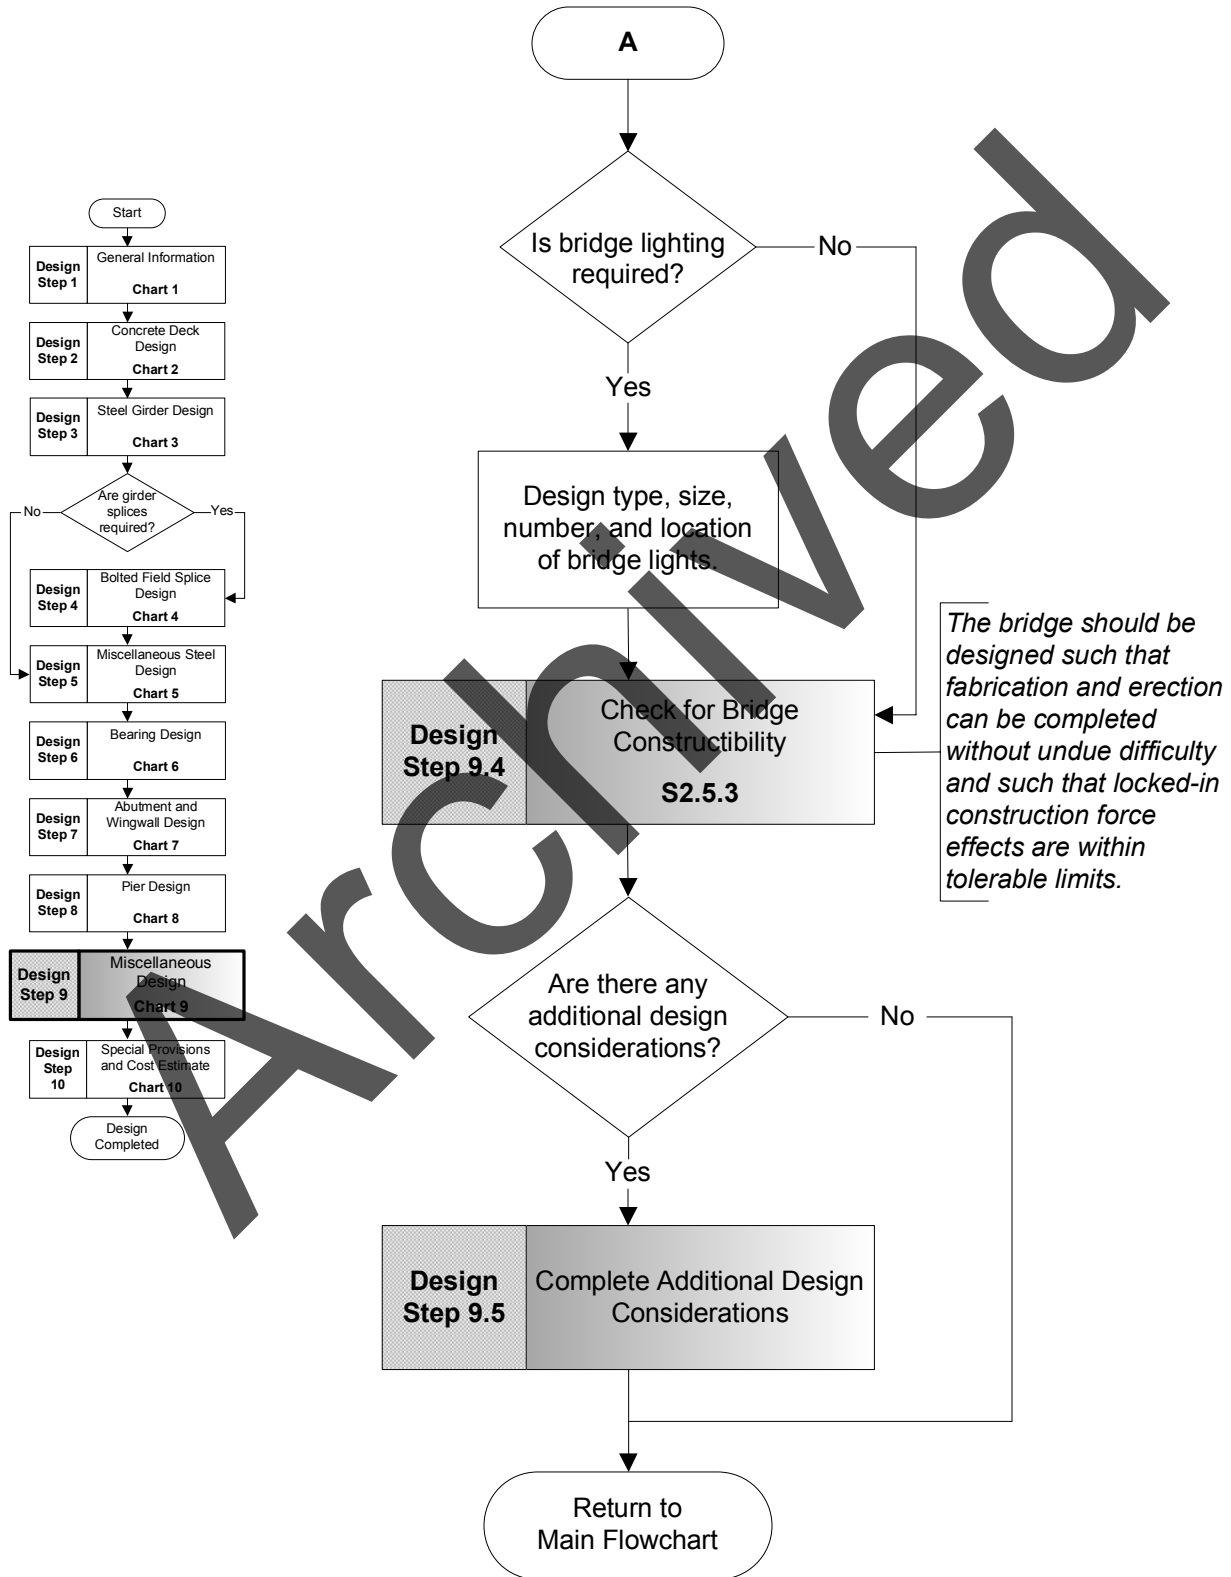 Start
Design
Step 1
General Information
Chart 1
Design
Step 2
Concrete Deck
Design
Chart 2
Design
Step 3
Steel Girder Design
Chart 3
Are girder
splices
required?
No
Yes
Design
Step 4
Bolted Field Splice
Design
Chart 4
Design
Step 5
Miscellaneous Steel
Design
Chart 5
Design
Step 6
Bearing Design
Chart 6
Design
Step 7
Abutment and
Wingwall Design
Chart 7
Design
Step 8
Pier Design
Chart 8
Design
Step 9
Miscellaneous
Design
Chart 9
Design
Step
10
Special Provisions
and Cost Estimate
Chart 10
Design
Completed
A
Is bridge lighting
required?
No
Yes
Design type, size,
number, and location
of bridge lights.
Design
Step 9.4
Check for Bridge
Constructibility
S2.5.3
The bridge should be
designed such that
fabrication and erection
can be completed
without undue difficulty
and such that locked-in
construction force
effects are within
tolerable limits.
Are there any
additional design
considerations?
No
Yes
Design
Step 9.5
Complete Additional Design
Considerations
Return to
Main Flowchart
Archived